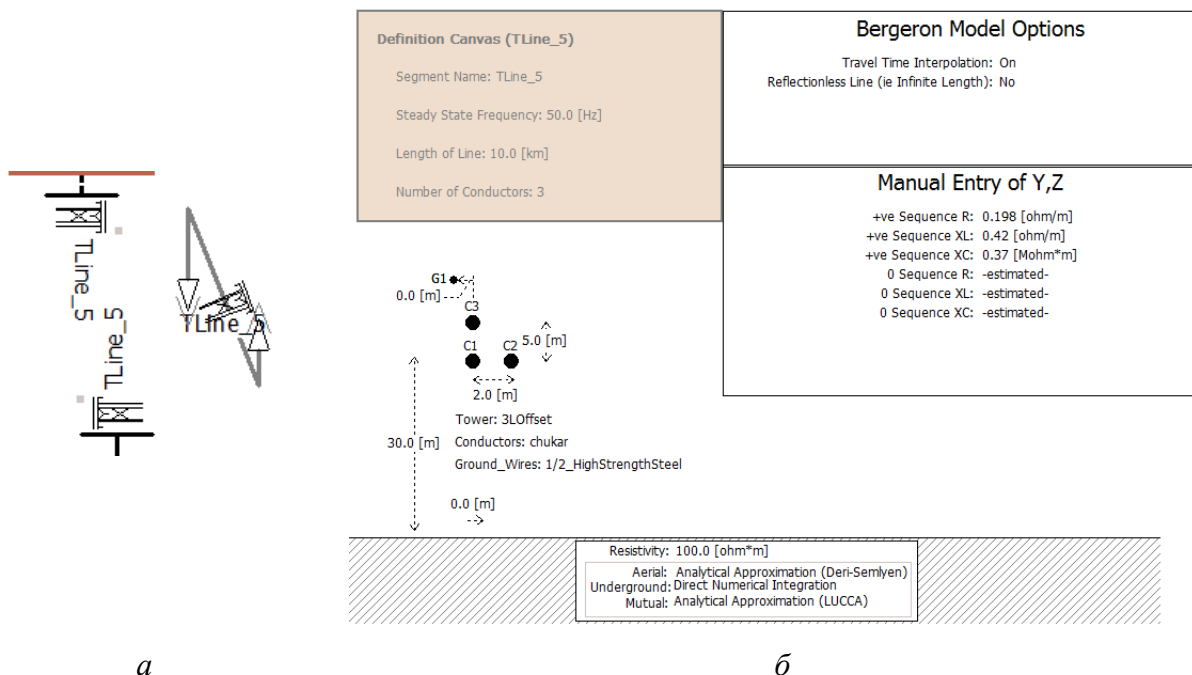 TLine_5
TLine_5
TLine_5
Definition Canvas (TLine_5)
Segment Name: TLine_5
Steady State Frequency: 50.0 [Hz]
Length of Line: 10.0 [km]
Number of Conductors: 3
Bergeron Model Options
Travel Time Interpolation: On
Reflectionless Line (ie Infinite Length): No
Manual Entry of Y,Z
+ve Sequence R: 0.198 [ohm/m]
+ve Sequence XL: 0.42 [ohm/m]
+ve Sequence XC: 0.37 [Mohm*m]
0 Sequence R: -estimated-
0 Sequence XL: -estimated-
0 Sequence XC: -estimated-
G1
0.0 [m]
C3
C1
C2
5.0 [m]
2.0 [m]
Tower: 3LOffset
30.0 [m]
Conductors: chukar
Ground_Wires: 1/2_HighStrengthSteel
0.0 [m]
Resistivity: 100.0 [ohm*m]
Aerial: Analytical Approximation (Deri-Semlyen)
Underground: Direct Numerical Integration
Mutual: Analytical Approximation (LUCCA)
а
б